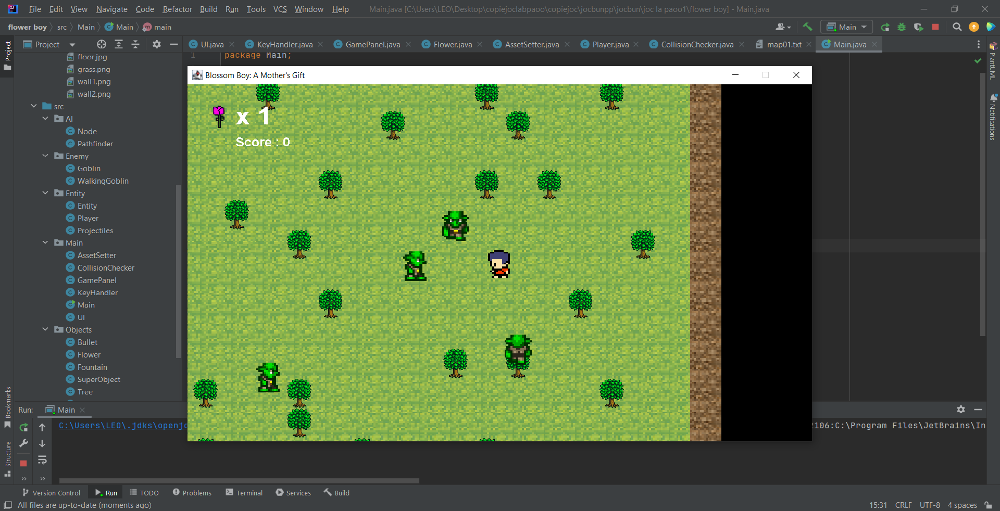 File Edit View Navigate Code Refactor Build Run Tools VCS Window Help Main.java [C:\Users\LEO\Desktop\copiejoclabpaoo\copiejoc\jocbunpp\jocbun\joc la paoo1\flower boy] - Main.java
flower boy src Main Main main Main
Project UI.java KeyHandler.java GamePanel.java Flower.java AssetSetter.java Player.java CollisionChecker.java map01.txt Main.java
Project
PlantUML
Notifications
1 package Main;
floor.jpg
grass.png
wall1.png
wall2.png
src
AI
Node
Pathfinder
Enemy
Goblin
WalkingGoblin
Entity
Entity
Player
Projectiles
Main
AssetSetter
CollisionChecker
GamePanel
KeyHandler
Main
UI
Objects
Bullet
Flower
Fountain
SuperObject
Tree
Blossom Boy: A Mother's Gift
x 1
Score : 0
Bookmarks
Structure
Run: Main
C:\Users\LEO\.jdks\openjd
2106:C:\Program Files\JetBrains\In
Version Control Run TODO Problems Terminal Services Build
All files are up-to-date (moments ago) 15:31 CRLF UTF-8 4 spaces